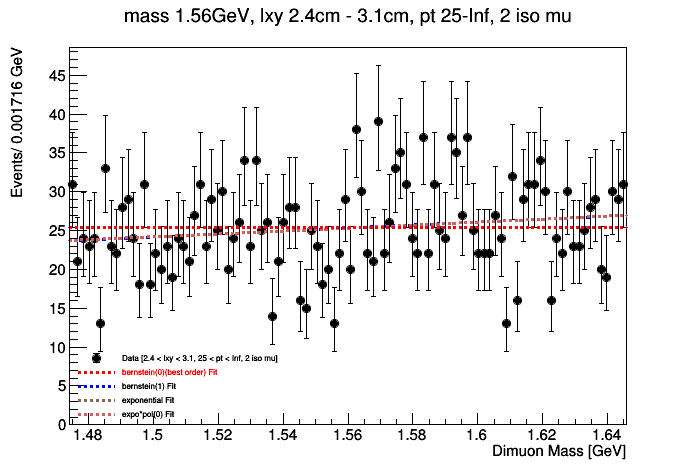 mass 1.56GeV, lxy 2.4cm - 3.1cm, pt 25-Inf, 2 iso mu
Events/ 0.001716 GeV
45
40
35
30
25
20
15
10
5
0
Data [2.4 < lxy < 3.1, 25 < pt < Inf, 2 iso mu]
bernstein(0)(best order) Fit
bernstein(1) Fit
exponential Fit
expo*pol(0) Fit
1.48 1.5 1.52 1.54 1.56 1.58 1.6 1.62 1.64
Dimuon Mass [GeV]